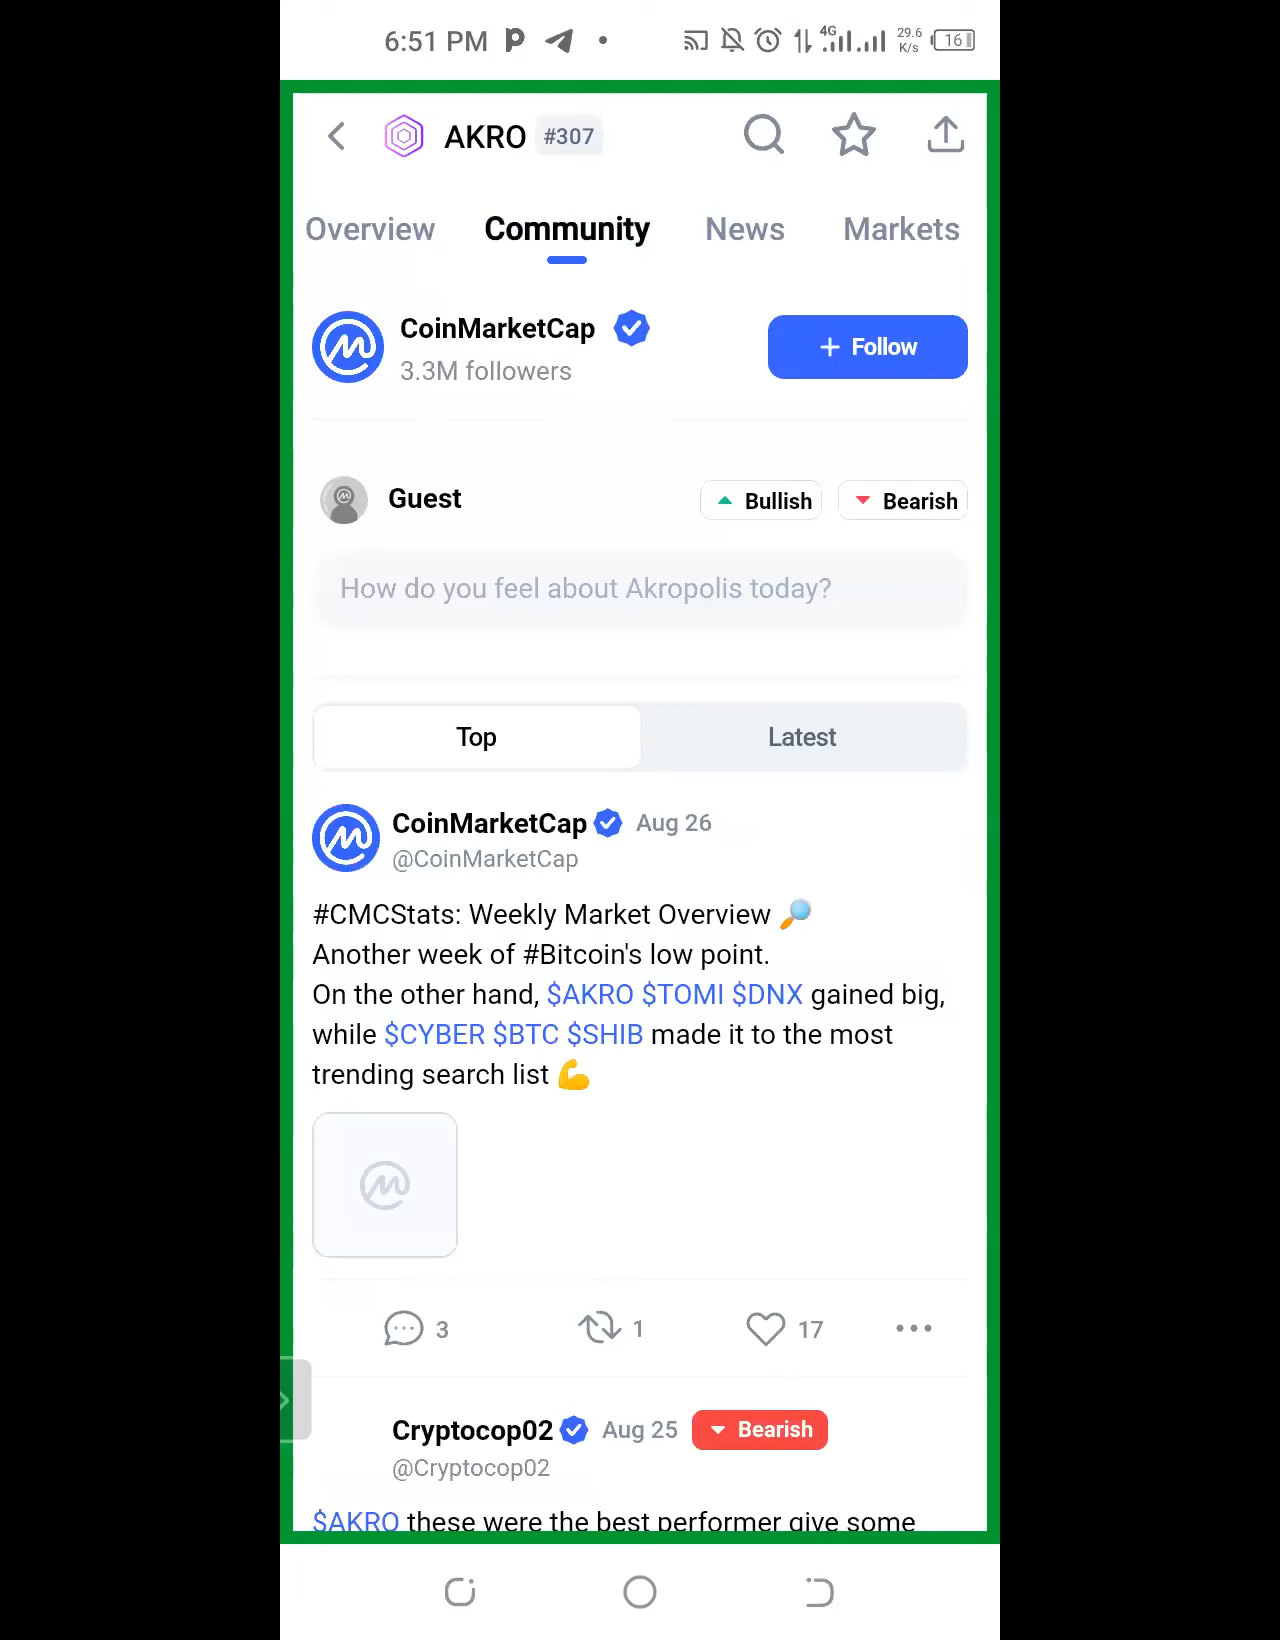 6:51 PM
4G
29.6
K/s
16
AKRO #307
Overview Community News Markets
CoinMarketCap
3.3M followers
+ Follow
Guest
Bullish
Bearish
How do you feel about Akropolis today?
Top
Latest
CoinMarketCap Aug 26
@CoinMarketCap
#CMCStats: Weekly Market Overview 🔎
Another week of #Bitcoin's low point.
On the other hand, $AKRO $TOMI $DNX gained big,
while $CYBER $BTC $SHIB made it to the most
trending search list 💪
3
1
17
Cryptocop02 Aug 25 Bearish
@Cryptocop02
$AKRO these were the best performer give some